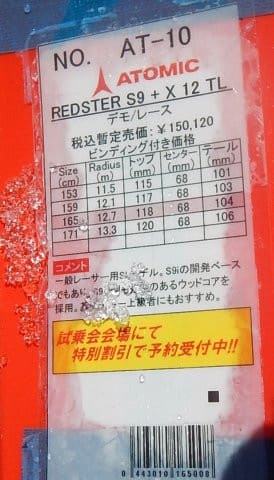 NO. AT-10
ATOMIC
REDSTER S9 + X 12 TL
デモ/レース
税込暫定売価：￥150,120
ビンディング付き価格
Size (cm) Radius (m) トップ (mm) センター (mm) テール (mm)
153 11.5 115 68 101
159 12.1 117 68 103
165 12.7 118 68 104
171 13.3 120 68 106
コメント
一般レーサー用 デル。S9iの開発ベース
でもあり、 のあるウッドコアを
採用。 上級者にもおすすめ。
試乗会会場にて
特別割引で予約受付中!!
0 443010 165008